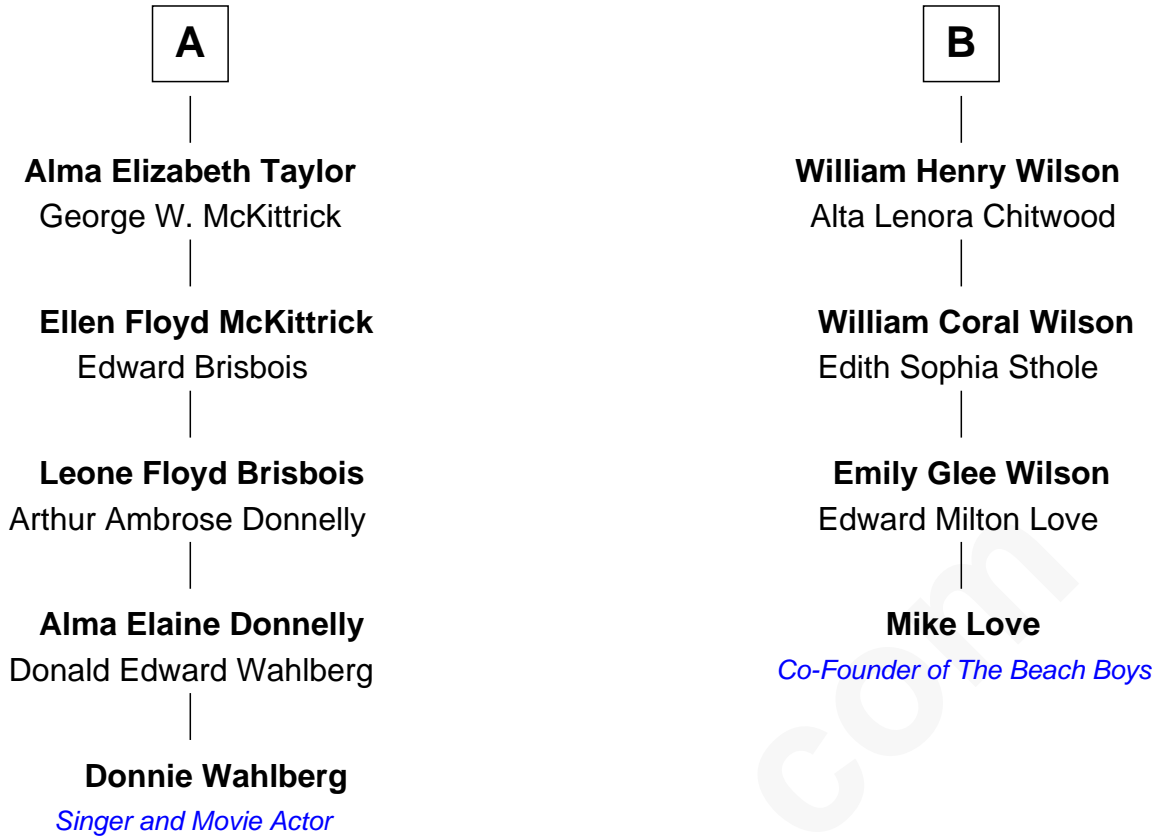 A
Alma Elizabeth Taylor
George W. McKittrick
Ellen Floyd McKittrick
Edward Brisbois
Leone Floyd Brisbois
Arthur Ambrose Donnelly
Alma Elaine Donnelly
Donald Edward Wahlberg
Donnie Wahlberg
Singer and Movie Actor
B
William Henry Wilson
Alta Lenora Chitwood
William Coral Wilson
Edith Sophia Sthole
Emily Glee Wilson
Edward Milton Love
Mike Love
Co-Founder of The Beach Boys
com